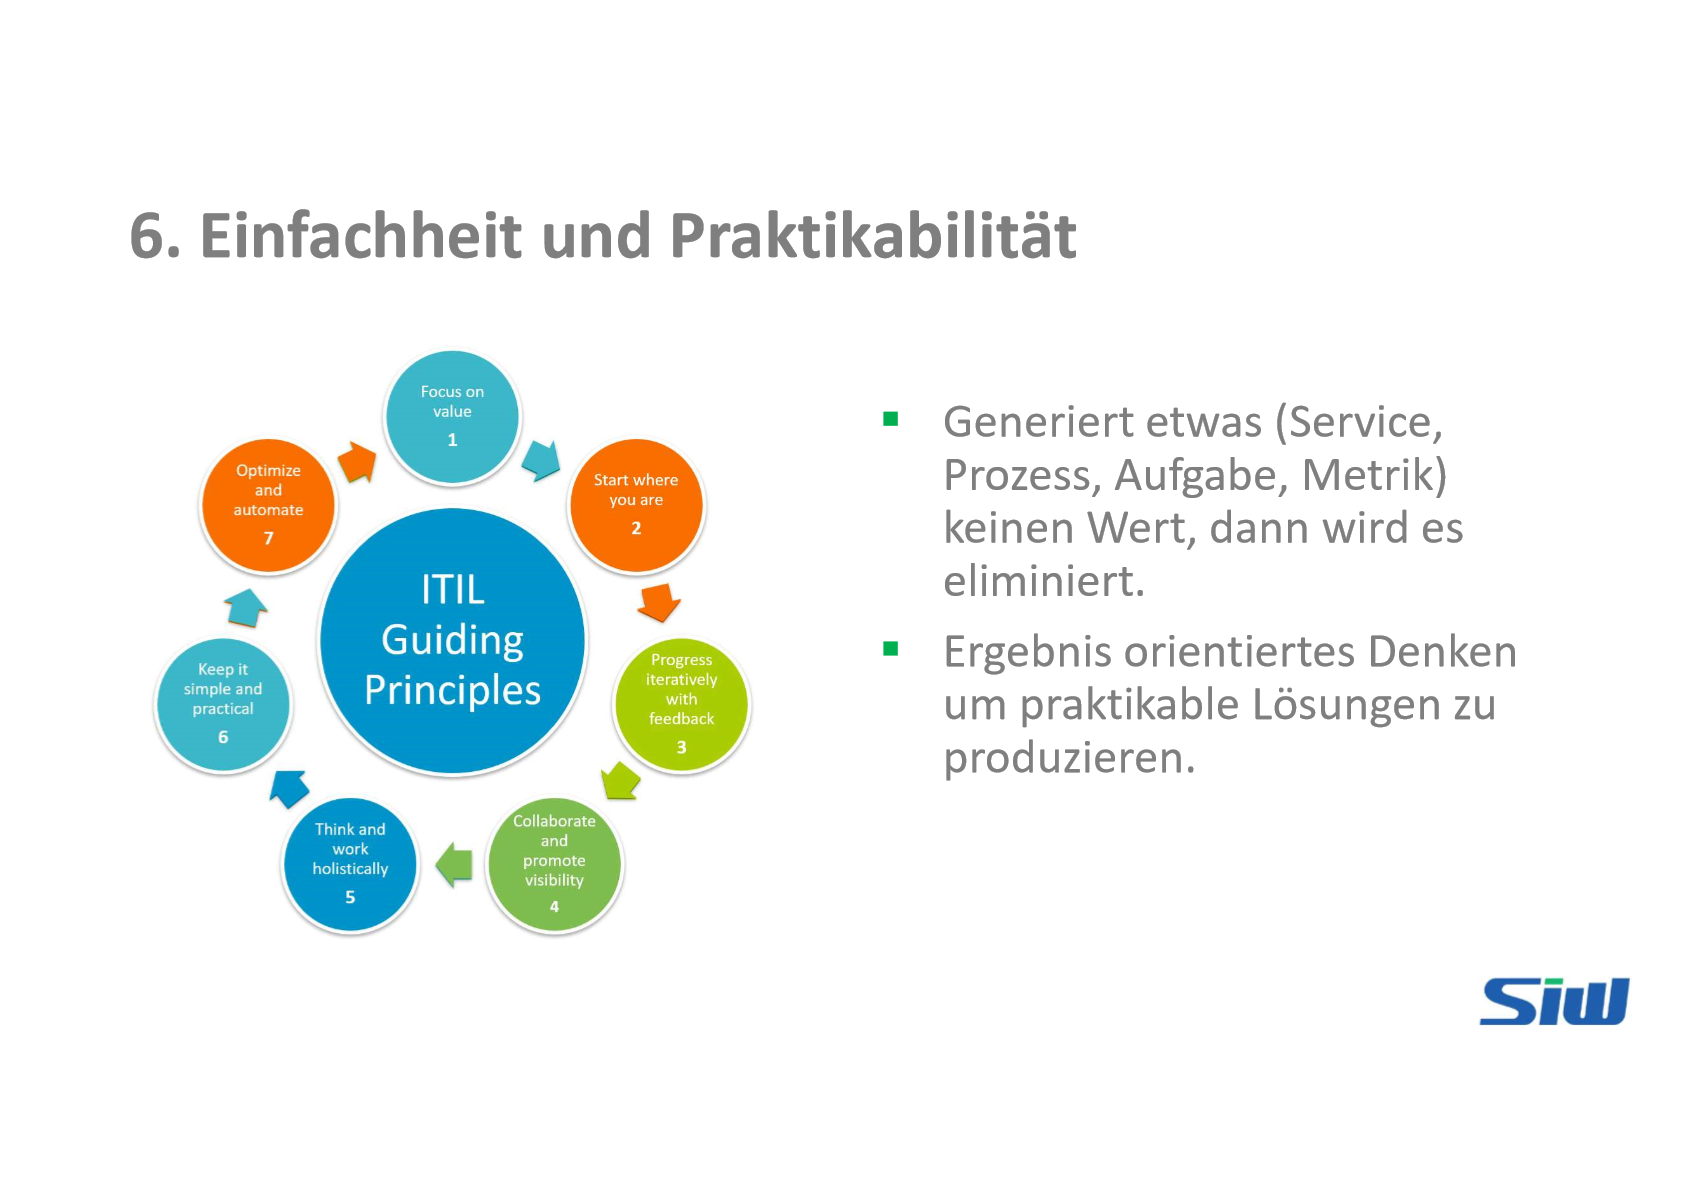 6. Einfachheit und Praktikabilität
Focus on
value
1
Start where
you are
2
Progress
iteratively
with
feedback
3
Collaborate
and
promote
visibility
4
Think and
work
holistically
5
Keep it
simple and
practical
6
Optimize
and
automate
7
ITIL
Guiding
Principles
Generiert etwas (Service,
Prozess, Aufgabe, Metrik)
keinen Wert, dann wird es
eliminiert.
Ergebnis orientiertes Denken
um praktikable Lösungen zu
produzieren.
Siw